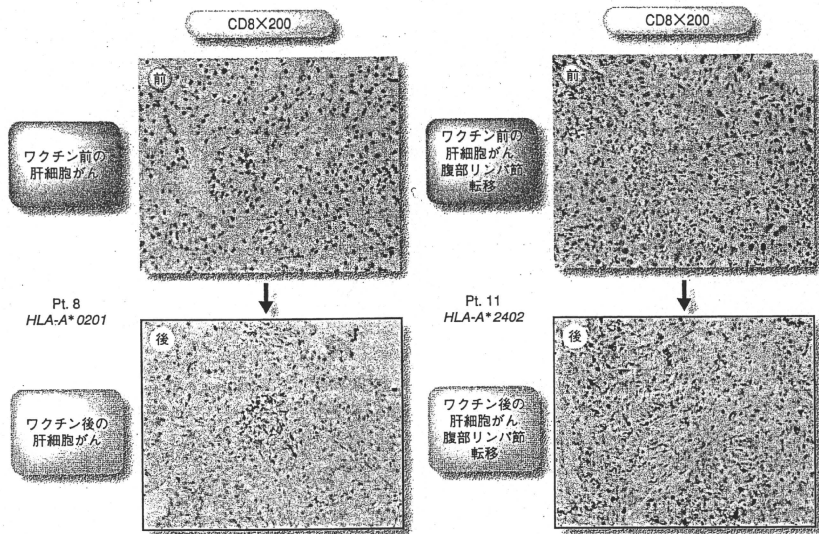 CD8×200
前
ワクチン前の
肝細胞がん
Pt. 8
HLA-A*0201
後
ワクチン後の
肝細胞がん
CD8×200
前
ワクチン前の
肝細胞がん
腹部リンパ節
転移
Pt. 11
HLA-A*2402
後
ワクチン後の
肝細胞がん
腹部リンパ節
転移